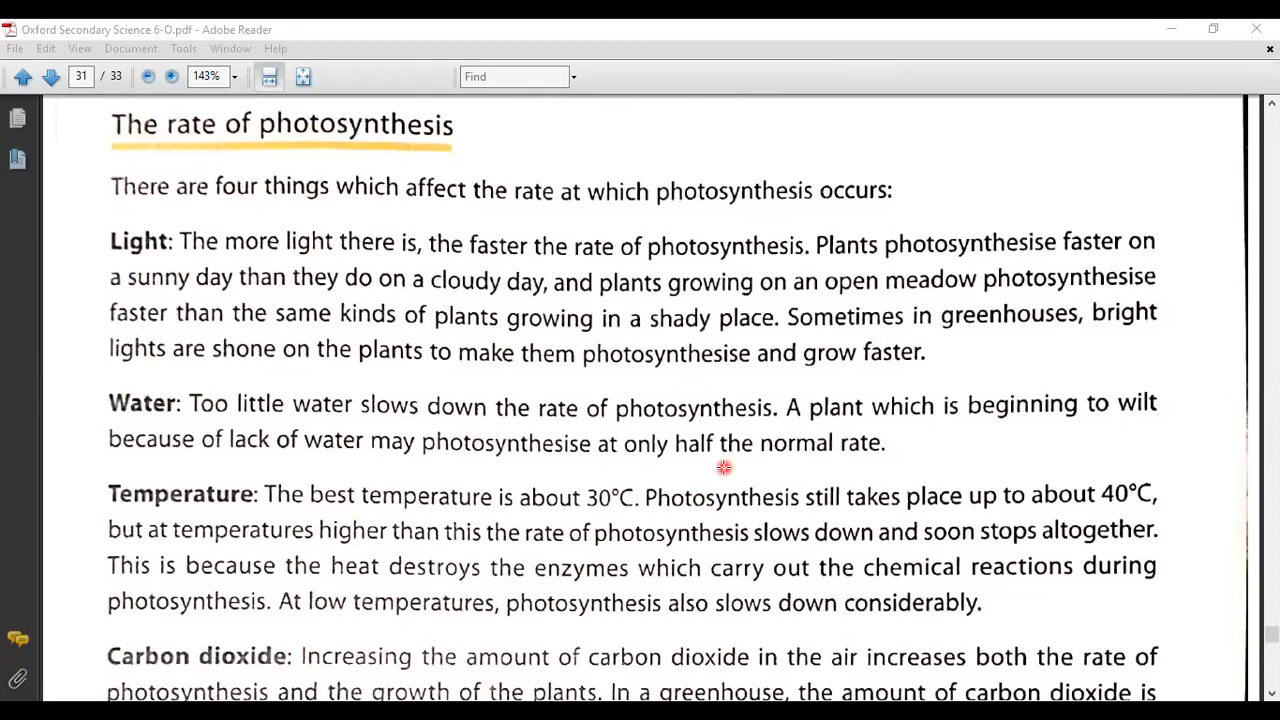 Oxford Secondary Science 6-O.pdf - Adobe Reader
File Edit View Document Tools Window Help
31 / 33 143% Find
The rate of photosynthesis
There are four things which affect the rate at which photosynthesis occurs:
Light: The more light there is, the faster the rate of photosynthesis. Plants photosynthesise faster on
a sunny day than they do on a cloudy day, and plants growing on an open meadow photosynthesise
faster than the same kinds of plants growing in a shady place. Sometimes in greenhouses, bright
lights are shone on the plants to make them photosynthesise and grow faster.
Water: Too little water slows down the rate of photosynthesis. A plant which is beginning to wilt
because of lack of water may photosynthesise at only half the normal rate.
Temperature: The best temperature is about 30°C. Photosynthesis still takes place up to about 40°C,
but at temperatures higher than this the rate of photosynthesis slows down and soon stops altogether.
This is because the heat destroys the enzymes which carry out the chemical reactions during
photosynthesis. At low temperatures, photosynthesis also slows down considerably.
Carbon dioxide: Increasing the amount of carbon dioxide in the air increases both the rate of
photosynthesis and the growth of the plants. In a greenhouse, the amount of carbon dioxide is